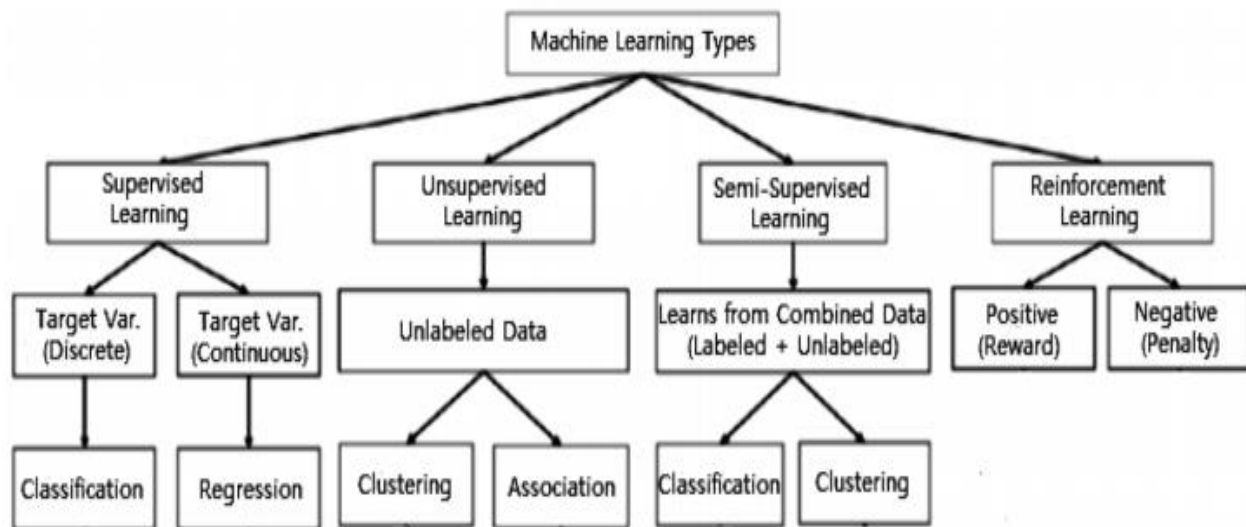 Machine Learning Types
Supervised
Learning
Unsupervised
Learning
Semi-Supervised
Learning
Reinforcement
Learning
Target Var.
(Discrete)
Target Var.
(Continuous)
Unlabeled Data
Learns from Combined Data
(Labeled + Unlabeled)
Positive
(Reward)
Negative
(Penalty)
Classification
Regression
Clustering
Association
Classification
Clustering